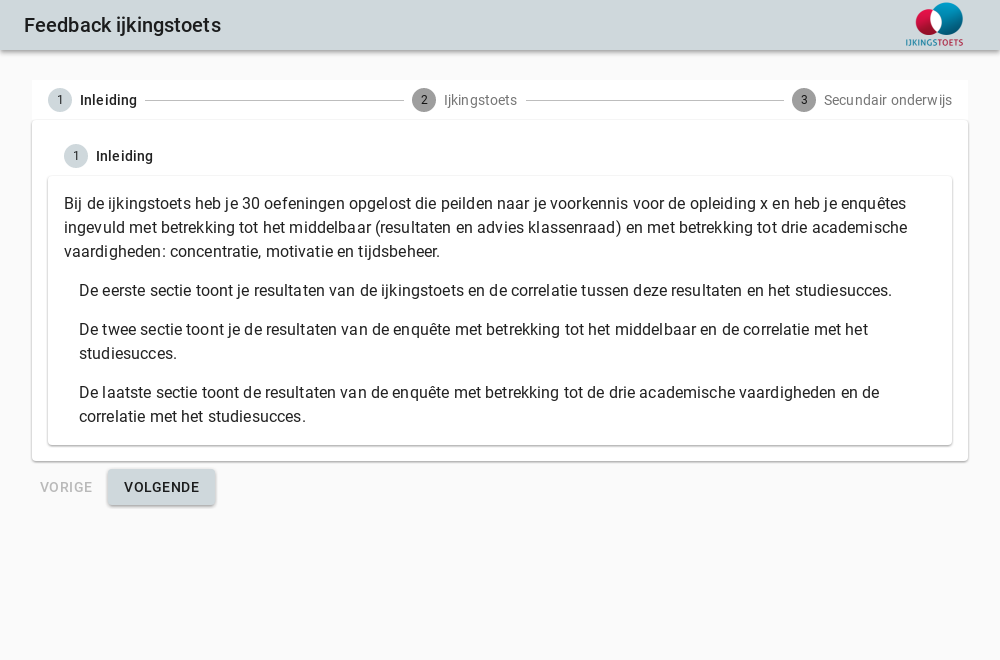 Feedback ijkingstoets
IJKINGSTOETS
1 Inleiding 2 Ijkingstoets 3 Secundair onderwijs
1 Inleiding
Bij de ijkingstoets heb je 30 oefeningen opgelost die peilden naar je voorkennis voor de opleiding x en heb je enquêtes
ingevuld met betrekking tot het middelbaar (resultaten en advies klassenraad) en met betrekking tot drie academische
vaardigheden: concentratie, motivatie en tijdsbeheer.
De eerste sectie toont je resultaten van de ijkingstoets en de correlatie tussen deze resultaten en het studiesucces.
De twee sectie toont je de resultaten van de enquête met betrekking tot het middelbaar en de correlatie met het
studiesucces.
De laatste sectie toont de resultaten van de enquête met betrekking tot de drie academische vaardigheden en de
correlatie met het studiesucces.
VORIGE VOLGENDE